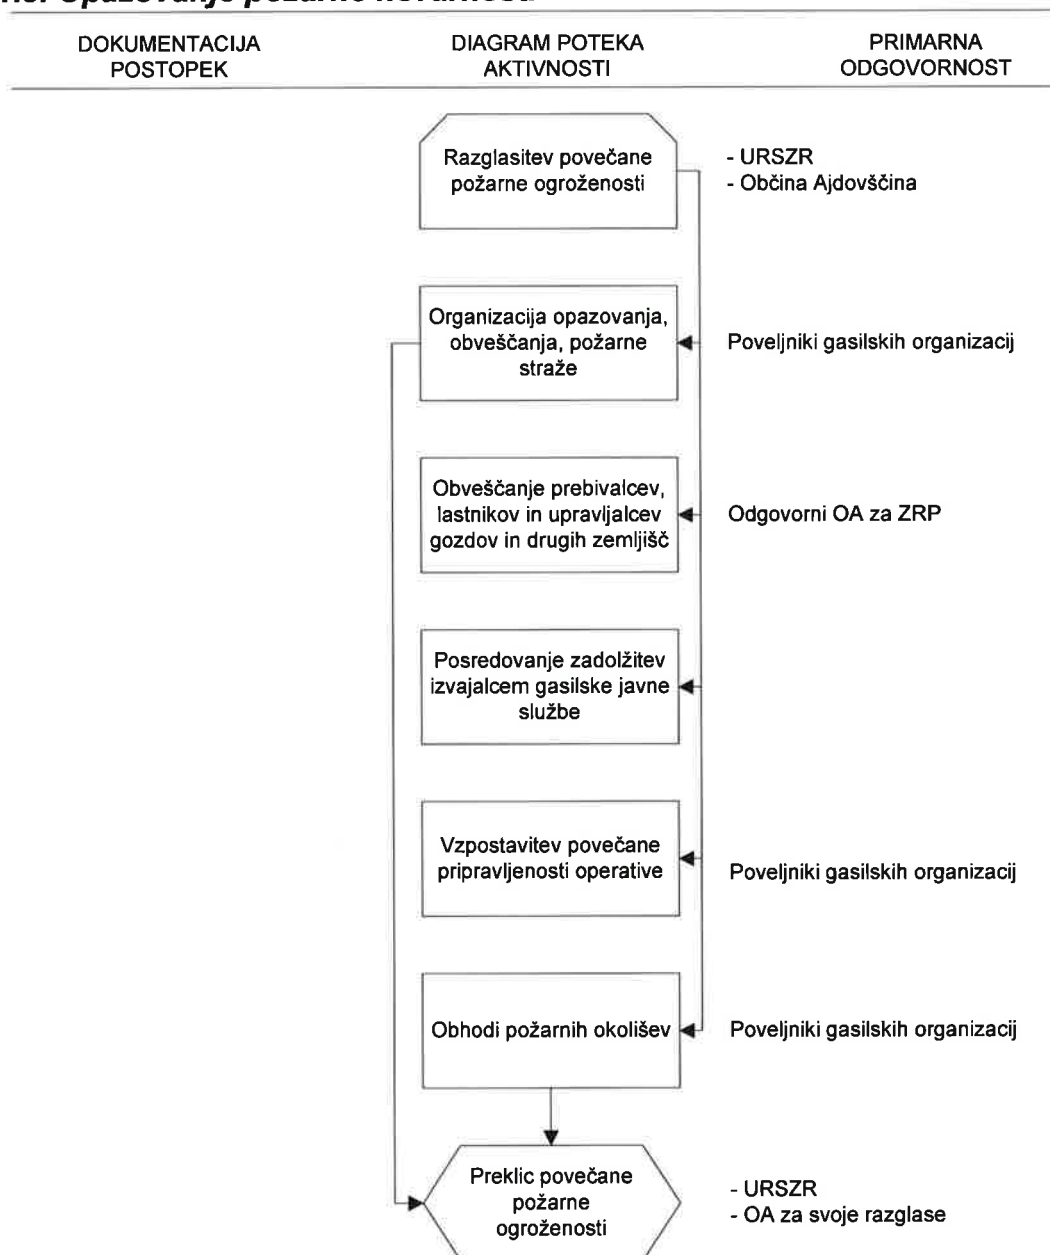 Opazovanje požarne
DOKUMENTACIJA
POSTOPEK
DIAGRAM POTEKA
AKTIVNOSTI
PRIMARNA
ODGOVORNOST
Razglasitev povečane
požarne ogroženosti
- URSZR
- Občina Ajdovščina
Organizacija opazovanja,
obveščanja, požarne
straže
Poveljniki gasilskih organizacij
Obveščanje prebivalcev,
lastnikov in upravljalcev
gozdov in drugih zemljišč
Odgovorni OA za ZRP
Posredovanje zadolžitev
izvajalcem gasilske javne
službe
Vzpostavitev povečane
pripravljenosti operative
Poveljniki gasilskih organizacij
Obhodi požarnih okolišev
Poveljniki gasilskih organizacij
Preklic povečane
požarne
ogroženosti
- URSZR
- OA za svoje razglase